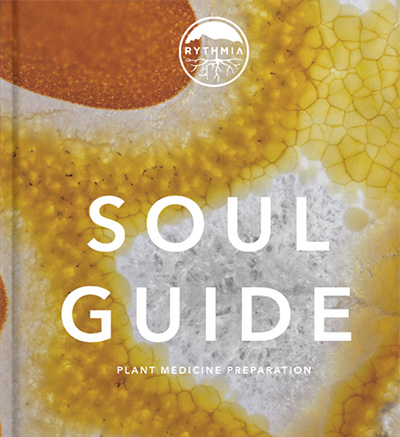 RYTHMIA
SOUL
GUIDE
PLANT MEDICINE PREPARATION